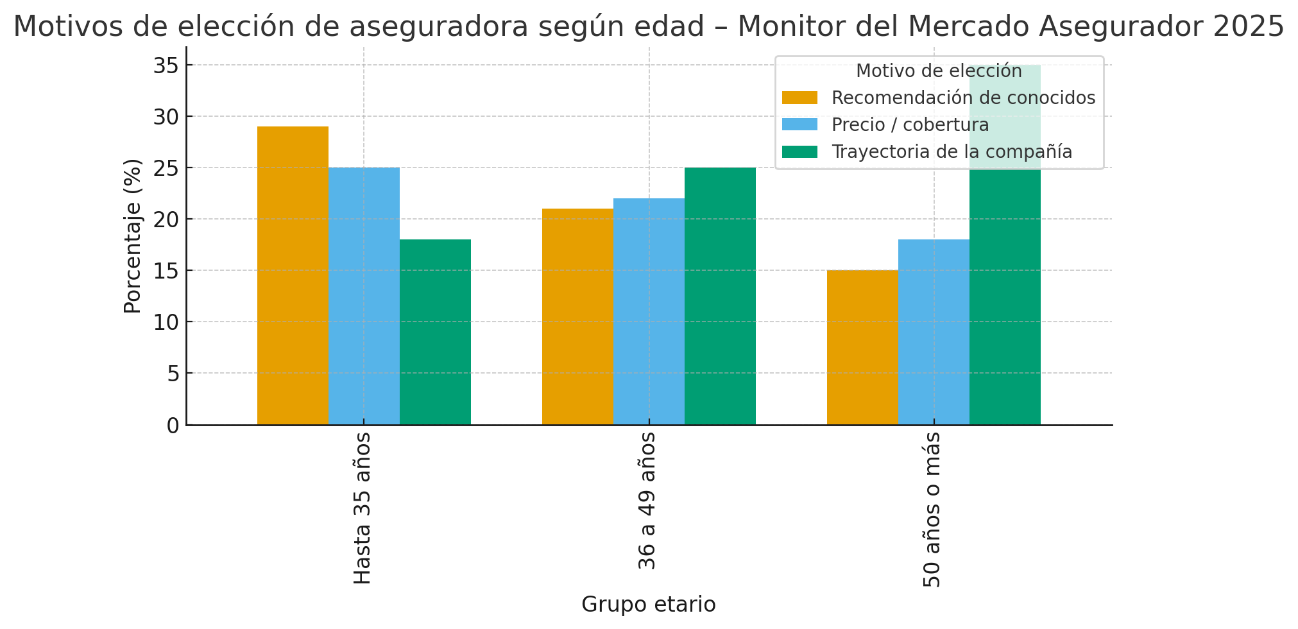 Motivos de elección de aseguradora según edad – Monitor del Mercado Asegurador 2025
Motivo de elección
Recomendación de conocidos
Precio / cobertura
Trayectoria de la compañía
Porcentaje (%)
35
30
25
20
15
10
5
0
Hasta 35 años
36 a 49 años
50 años o más
Grupo etario